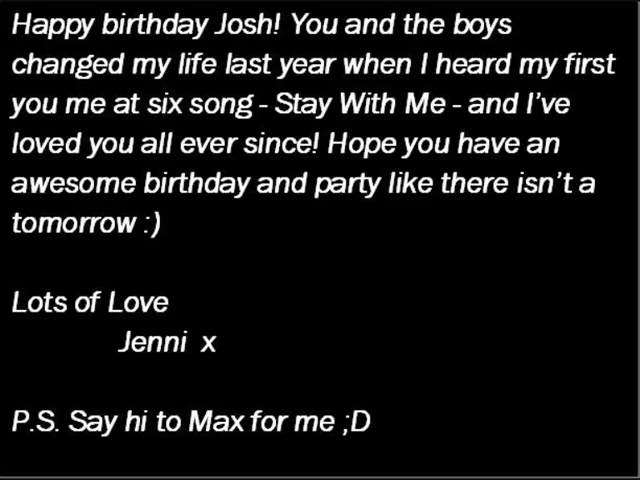 Happy birthday Josh! You and the boys
changed my life last year when I heard my first
you me at six song - Stay With Me - and I've
loved you all ever since! Hope you have an
awesome birthday and party like there isn't a
tomorrow :)
Lots of Love
Jenni x
P.S. Say hi to Max for me ;D